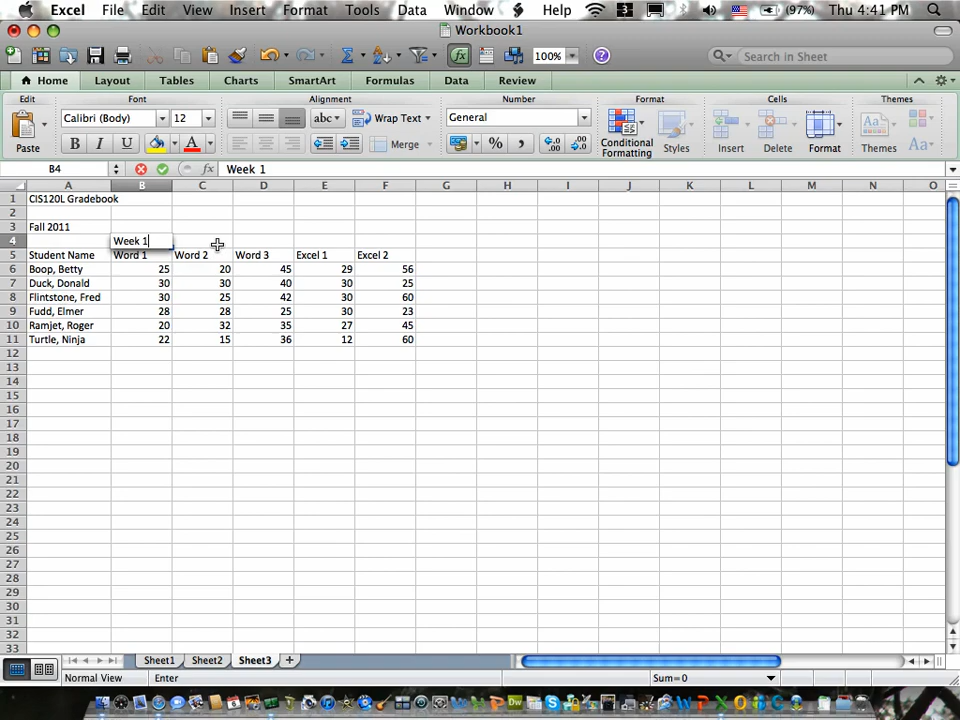 Excel File Edit View Insert Format Tools Data Window Help 3 (97%) Thu 4:41 PM
Workbook1
100% Search in Sheet
Home Layout Tables Charts SmartArt Formulas Data Review
Edit Font Alignment Number Format Cells Themes
Calibri (Body) 12 abc Wrap Text General
Paste B I U A Merge % , Conditional Formatting Styles Insert Delete Format Themes Aa
B4 fx Week 1
A B C D E F G H I J K L M N O
1 CIS120L Gradebook
2
3 Fall 2011
4 Week 1
5 Student Name Word 1 Word 2 Word 3 Excel 1 Excel 2
6 Boop, Betty 25 20 45 29 56
7 Duck, Donald 30 30 40 30 25
8 Flintstone, Fred 30 25 42 30 60
9 Fudd, Elmer 28 28 25 30 23
10 Ramjet, Roger 20 32 35 27 45
11 Turtle, Ninja 22 15 36 12 60
12
13
14
15
16
17
18
19
20
21
22
23
24
25
26
27
28
29
30
31
32
33
Sheet1 Sheet2 Sheet3
Normal View Enter Sum=0